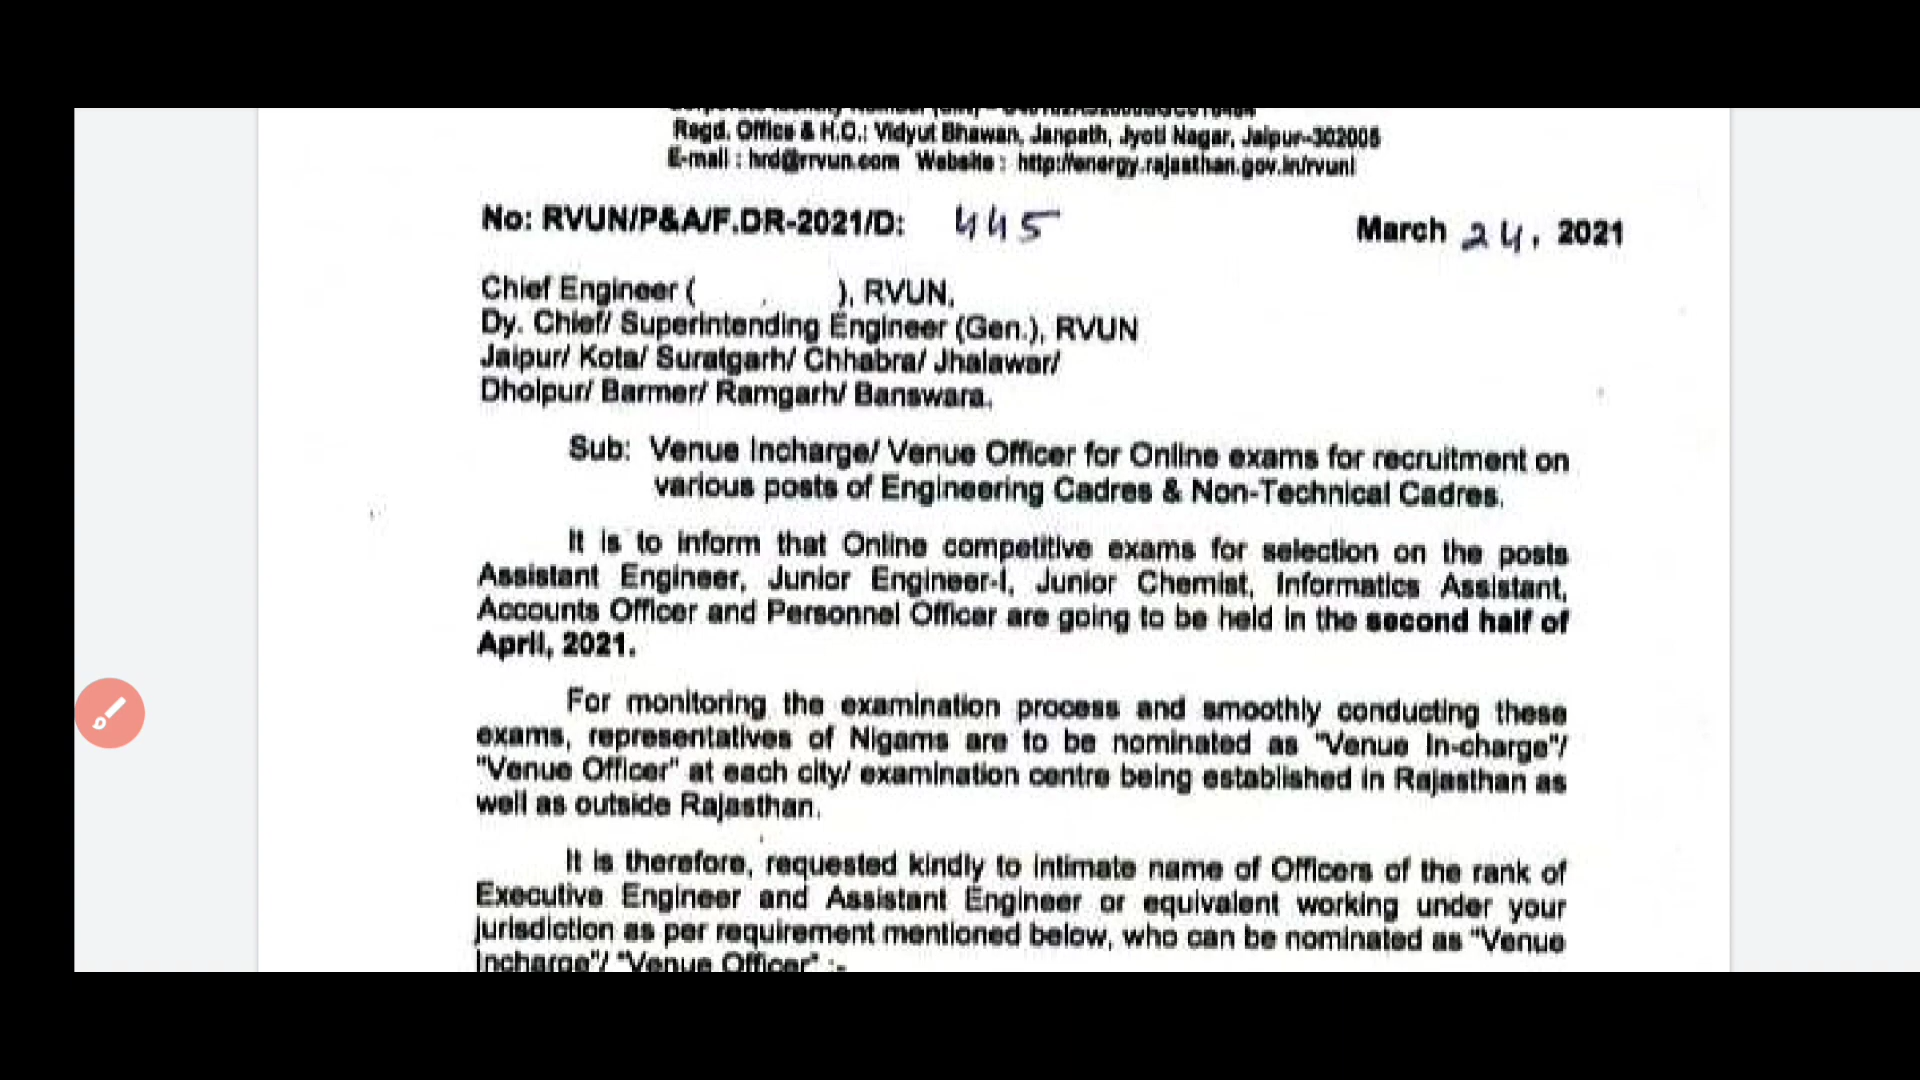 Regd. Office & H.O.: Vidyut Bhawan, Janpath, Jyoti Nagar, Jaipur-302005
E-mail : hrd@rrvun.com Website : http://energy.rajasthan.gov.in/rvunl
No: RVUN/P&A/F.DR-2021/D: 445 March 24, 2021
Chief Engineer ( ), RVUN,
Dy. Chief/ Superintending Engineer (Gen.), RVUN
Jaipur/ Kota/ Suratgarh/ Chhabra/ Jhalawar/
Dholpur/ Barmer/ Ramgarh/ Banswara.
Sub: Venue Incharge/ Venue Officer for Online exams for recruitment on
various posts of Engineering Cadres & Non-Technical Cadres.
It is to inform that Online competitive exams for selection on the posts
Assistant Engineer, Junior Engineer-I, Junior Chemist, Informatics Assistant,
Accounts Officer and Personnel Officer are going to be held in the second half of
April, 2021.
For monitoring the examination process and smoothly conducting these
exams, representatives of Nigams are to be nominated as "Venue In-charge"/
"Venue Officer" at each city/ examination centre being established in Rajasthan as
well as outside Rajasthan.
It is therefore, requested kindly to intimate name of Officers of the rank of
Executive Engineer and Assistant Engineer or equivalent working under your
jurisdiction as per requirement mentioned below, who can be nominated as "Venue
Incharge"/ "Venue Officer" :-